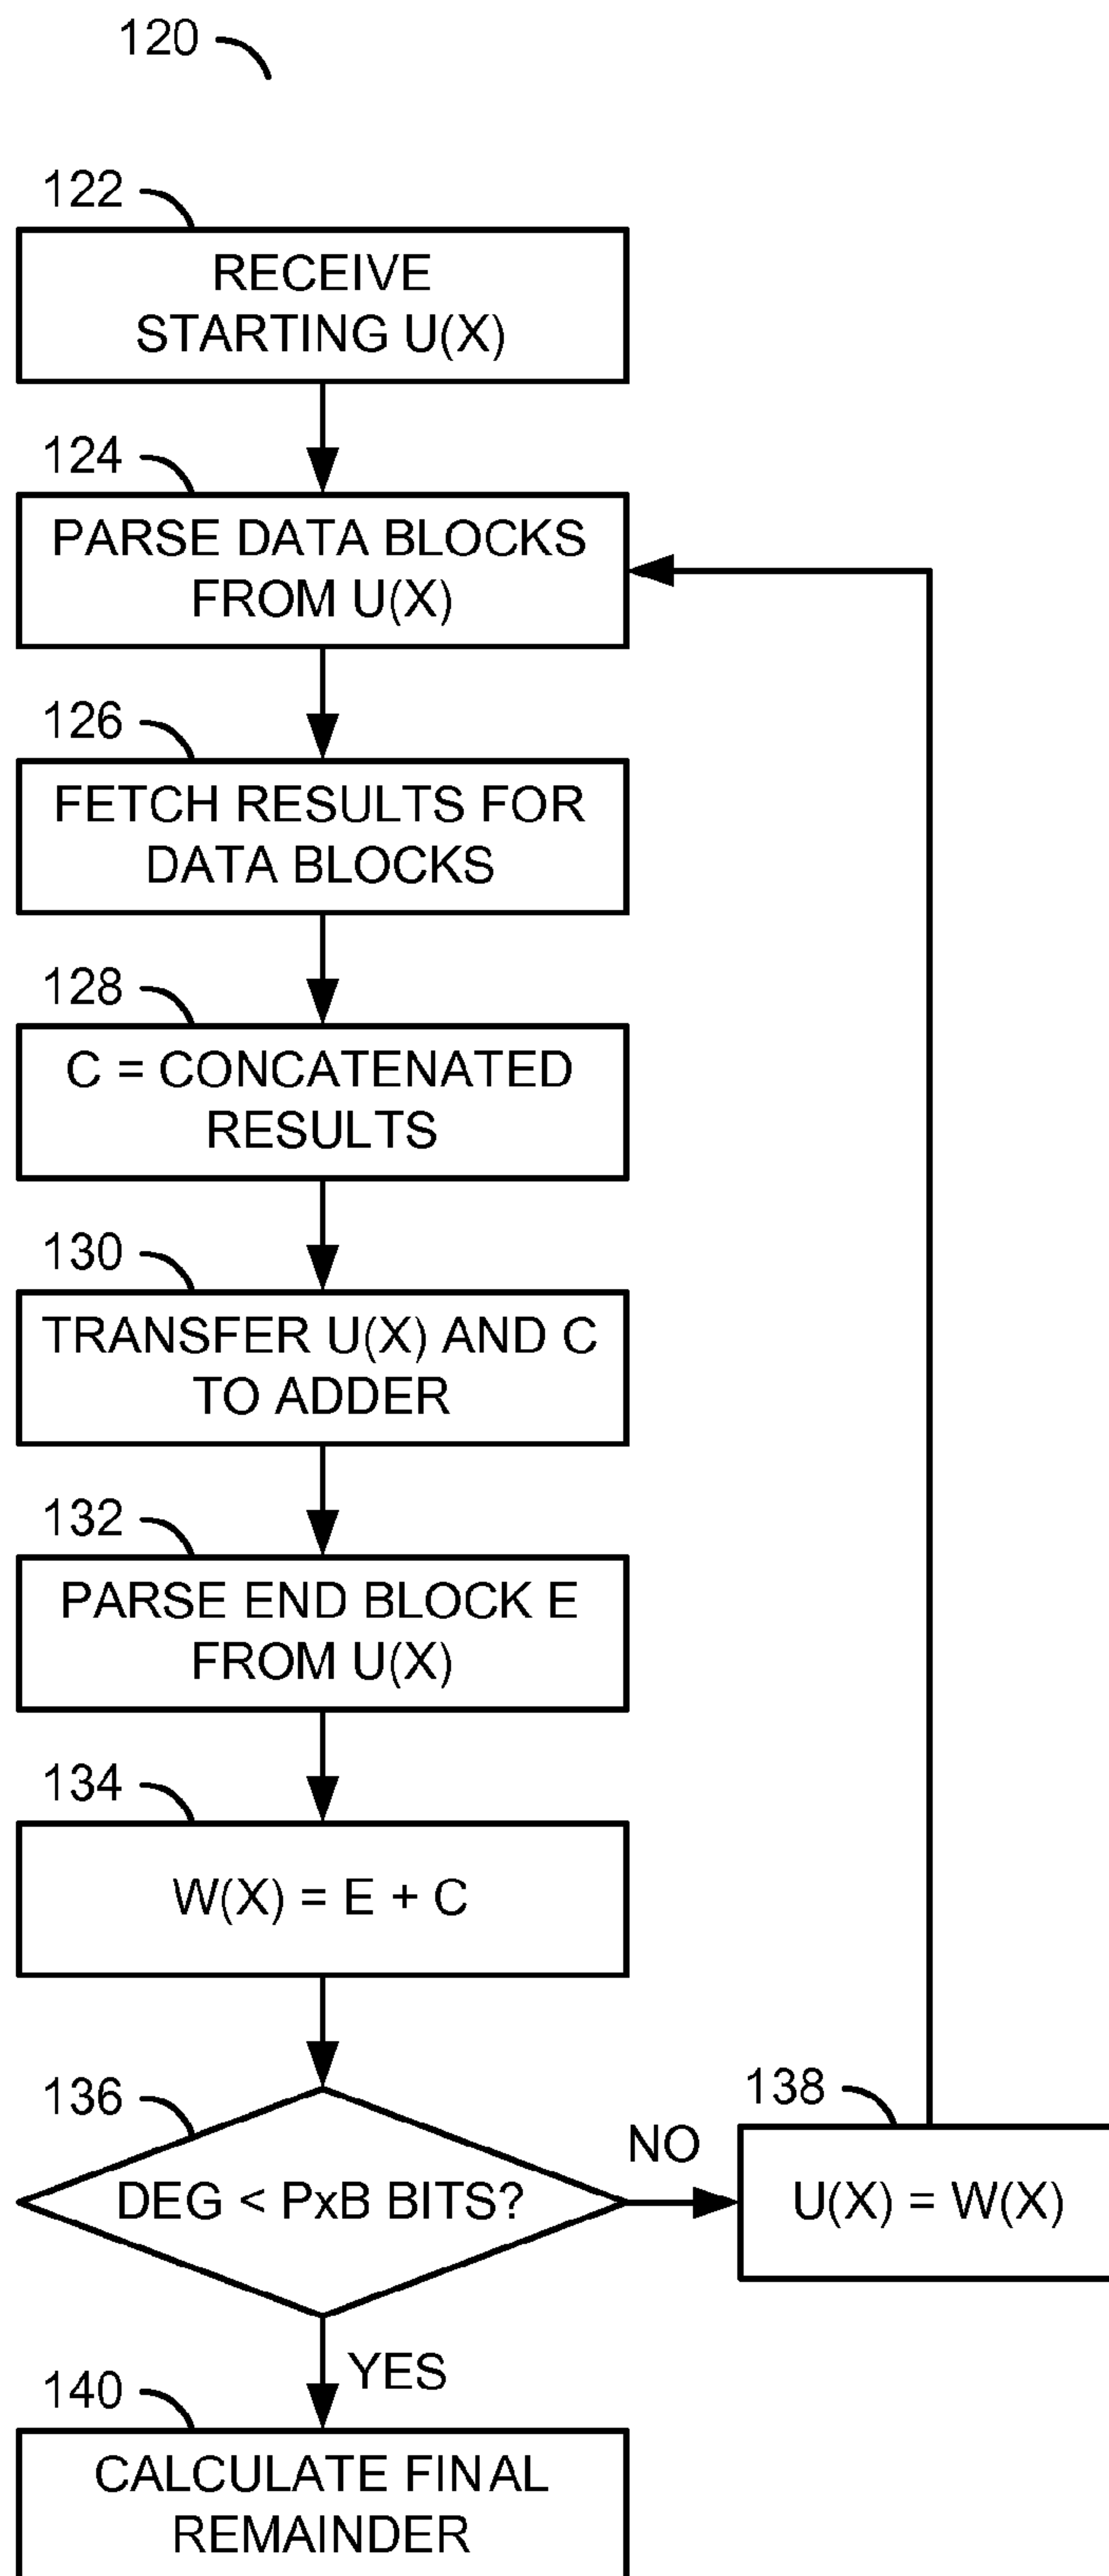 120
122
RECEIVE
STARTING U(X)
124
PARSE DATA BLOCKS
FROM U(X)
126
FETCH RESULTS FOR
DATA BLOCKS
128
C = CONCATENATED
RESULTS
130
TRANSFER U(X) AND C
TO ADDER
132
PARSE END BLOCK E
FROM U(X)
134
W(X) = E + C
136
DEG < PxB BITS?
NO
138
U(X) = W(X)
YES
140
CALCULATE FINAL
REMAINDER